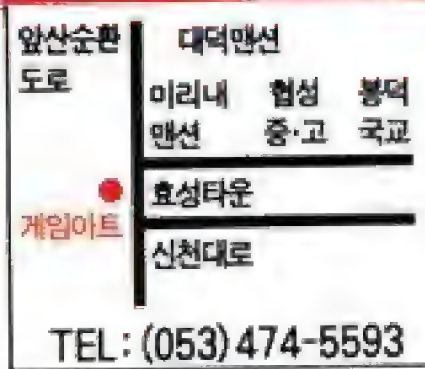 앞산순환
도로
대덕맨션
미리내 협성 봉덕
맨션 중·고 국교
효성타운
게임아트
신천대로
TEL: (053) 474-5593